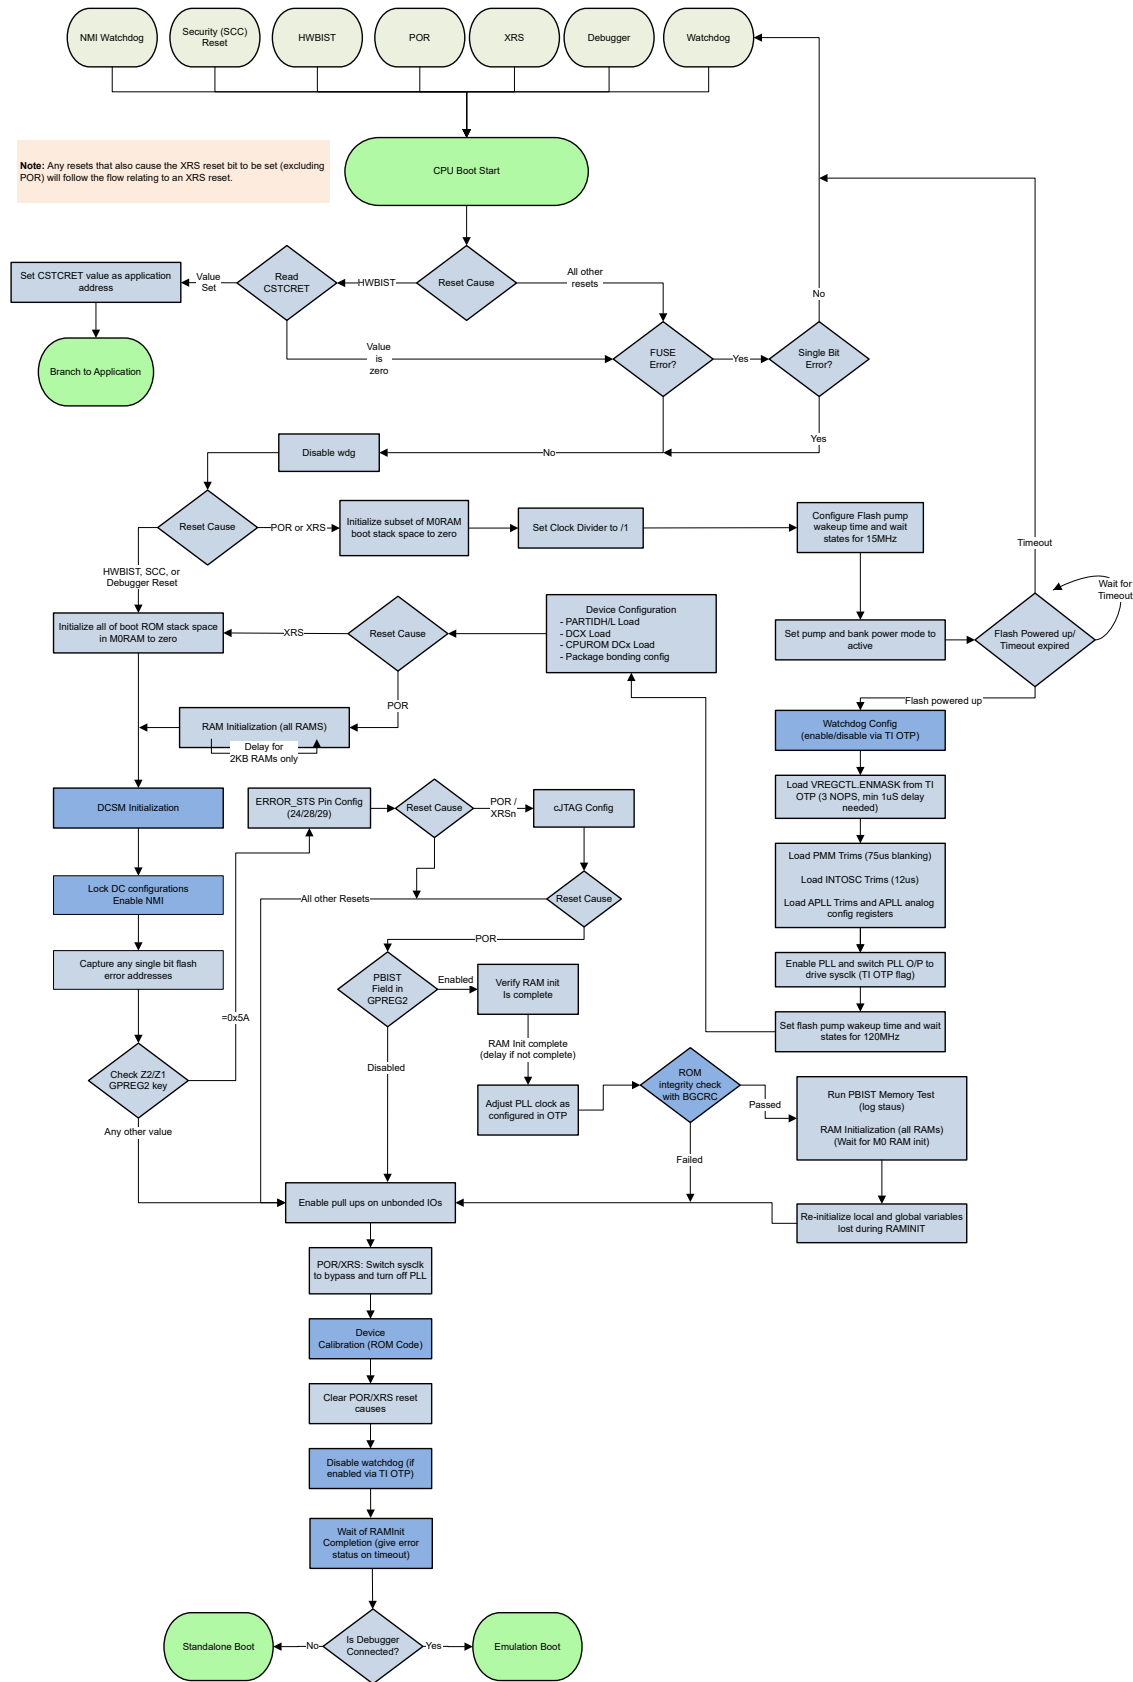 NMI Watchdog
Security (SCC)
Reset
HWBIST
POR
XRS
Debugger
Watchdog
Note: Any resets that also cause the XRS reset bit to be set (excluding
POR) will follow the flow relating to an XRS reset.
CPU Boot Start
Set CSTCRET value as application
address
Value
Set
Read
CSTCRET
HWBIST
Reset Cause
All other
resets
No
Branch to Application
Value
is
zero
FUSE
Error?
Yes
Single Bit
Error?
Yes
Disable wdg
No
Reset Cause
POR or XRS
Initialize subset of M0RAM
boot stack space to zero
Set Clock Divider to /1
Configure Flash pump
wakeup time and wait
states for 15MHz
Timeout
HWBIST, SCC, or
Debugger Reset
Wait for
Timeout
Initialize all of boot ROM stack space
in M0RAM to zero
XRS
Reset Cause
Device Configuration
- PARTIDH/L Load
- DCX Load
- CPUROM DCx Load
- Package bonding config
Set pump and bank power mode to
active
Flash Powered up/
Timeout expired
POR
Flash powered up
RAM Initialization (all RAMS)
Delay for
2KB RAMs only
Watchdog Config
(enable/disable via TI OTP)
DCSM Initialization
ERROR_STS Pin Config
(24/28/29)
Reset Cause
POR /
XRSn
cJTAG Config
Load VREGCTL.ENMASK from TI
OTP (3 NOPS, min 1uS delay
needed)
Load PMM Trims (75us blanking)
Load INTOSC Trims (12us)
Load APLL Trims and APLL analog
config registers
Lock DC configurations
Enable NMI
All other Resets
Reset Cause
POR
Capture any single bit flash
error addresses
PBIST
Field in
GPREG2
Enabled
Verify RAM init
Is complete
Enable PLL and switch PLL O/P to
drive sysclk (TI OTP flag)
=0x5A
Set flash pump wakeup time and wait
states for 120MHz
RAM Init complete
(delay if not complete)
Disabled
Check Z2/Z1
GPREG2 key
ROM
integrity check
with BGCRC
Passed
Adjust PLL clock as
configured in OTP
Run PBIST Memory Test
(log staus)
RAM Initialization (all RAMs)
(Wait for M0 RAM init)
Any other value
Failed
Enable pull ups on unbonded IOs
Re-initialize local and global variables
lost during RAMINIT
POR/XRS: Switch sysclk
to bypass and turn off PLL
Device
Calibration (ROM Code)
Clear POR/XRS reset
causes
Disable watchdog (if
enabled via TI OTP)
Wait of RAMInit
Completion (give error
status on timeout)
Standalone Boot
No
Is Debugger
Connected?
Yes
Emulation Boot